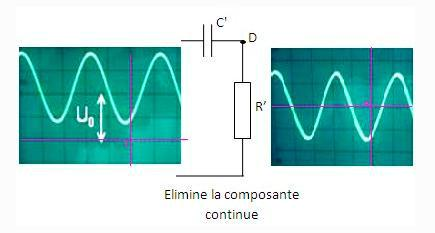 C'
D
U₀
R'
Elimine la composante
continue